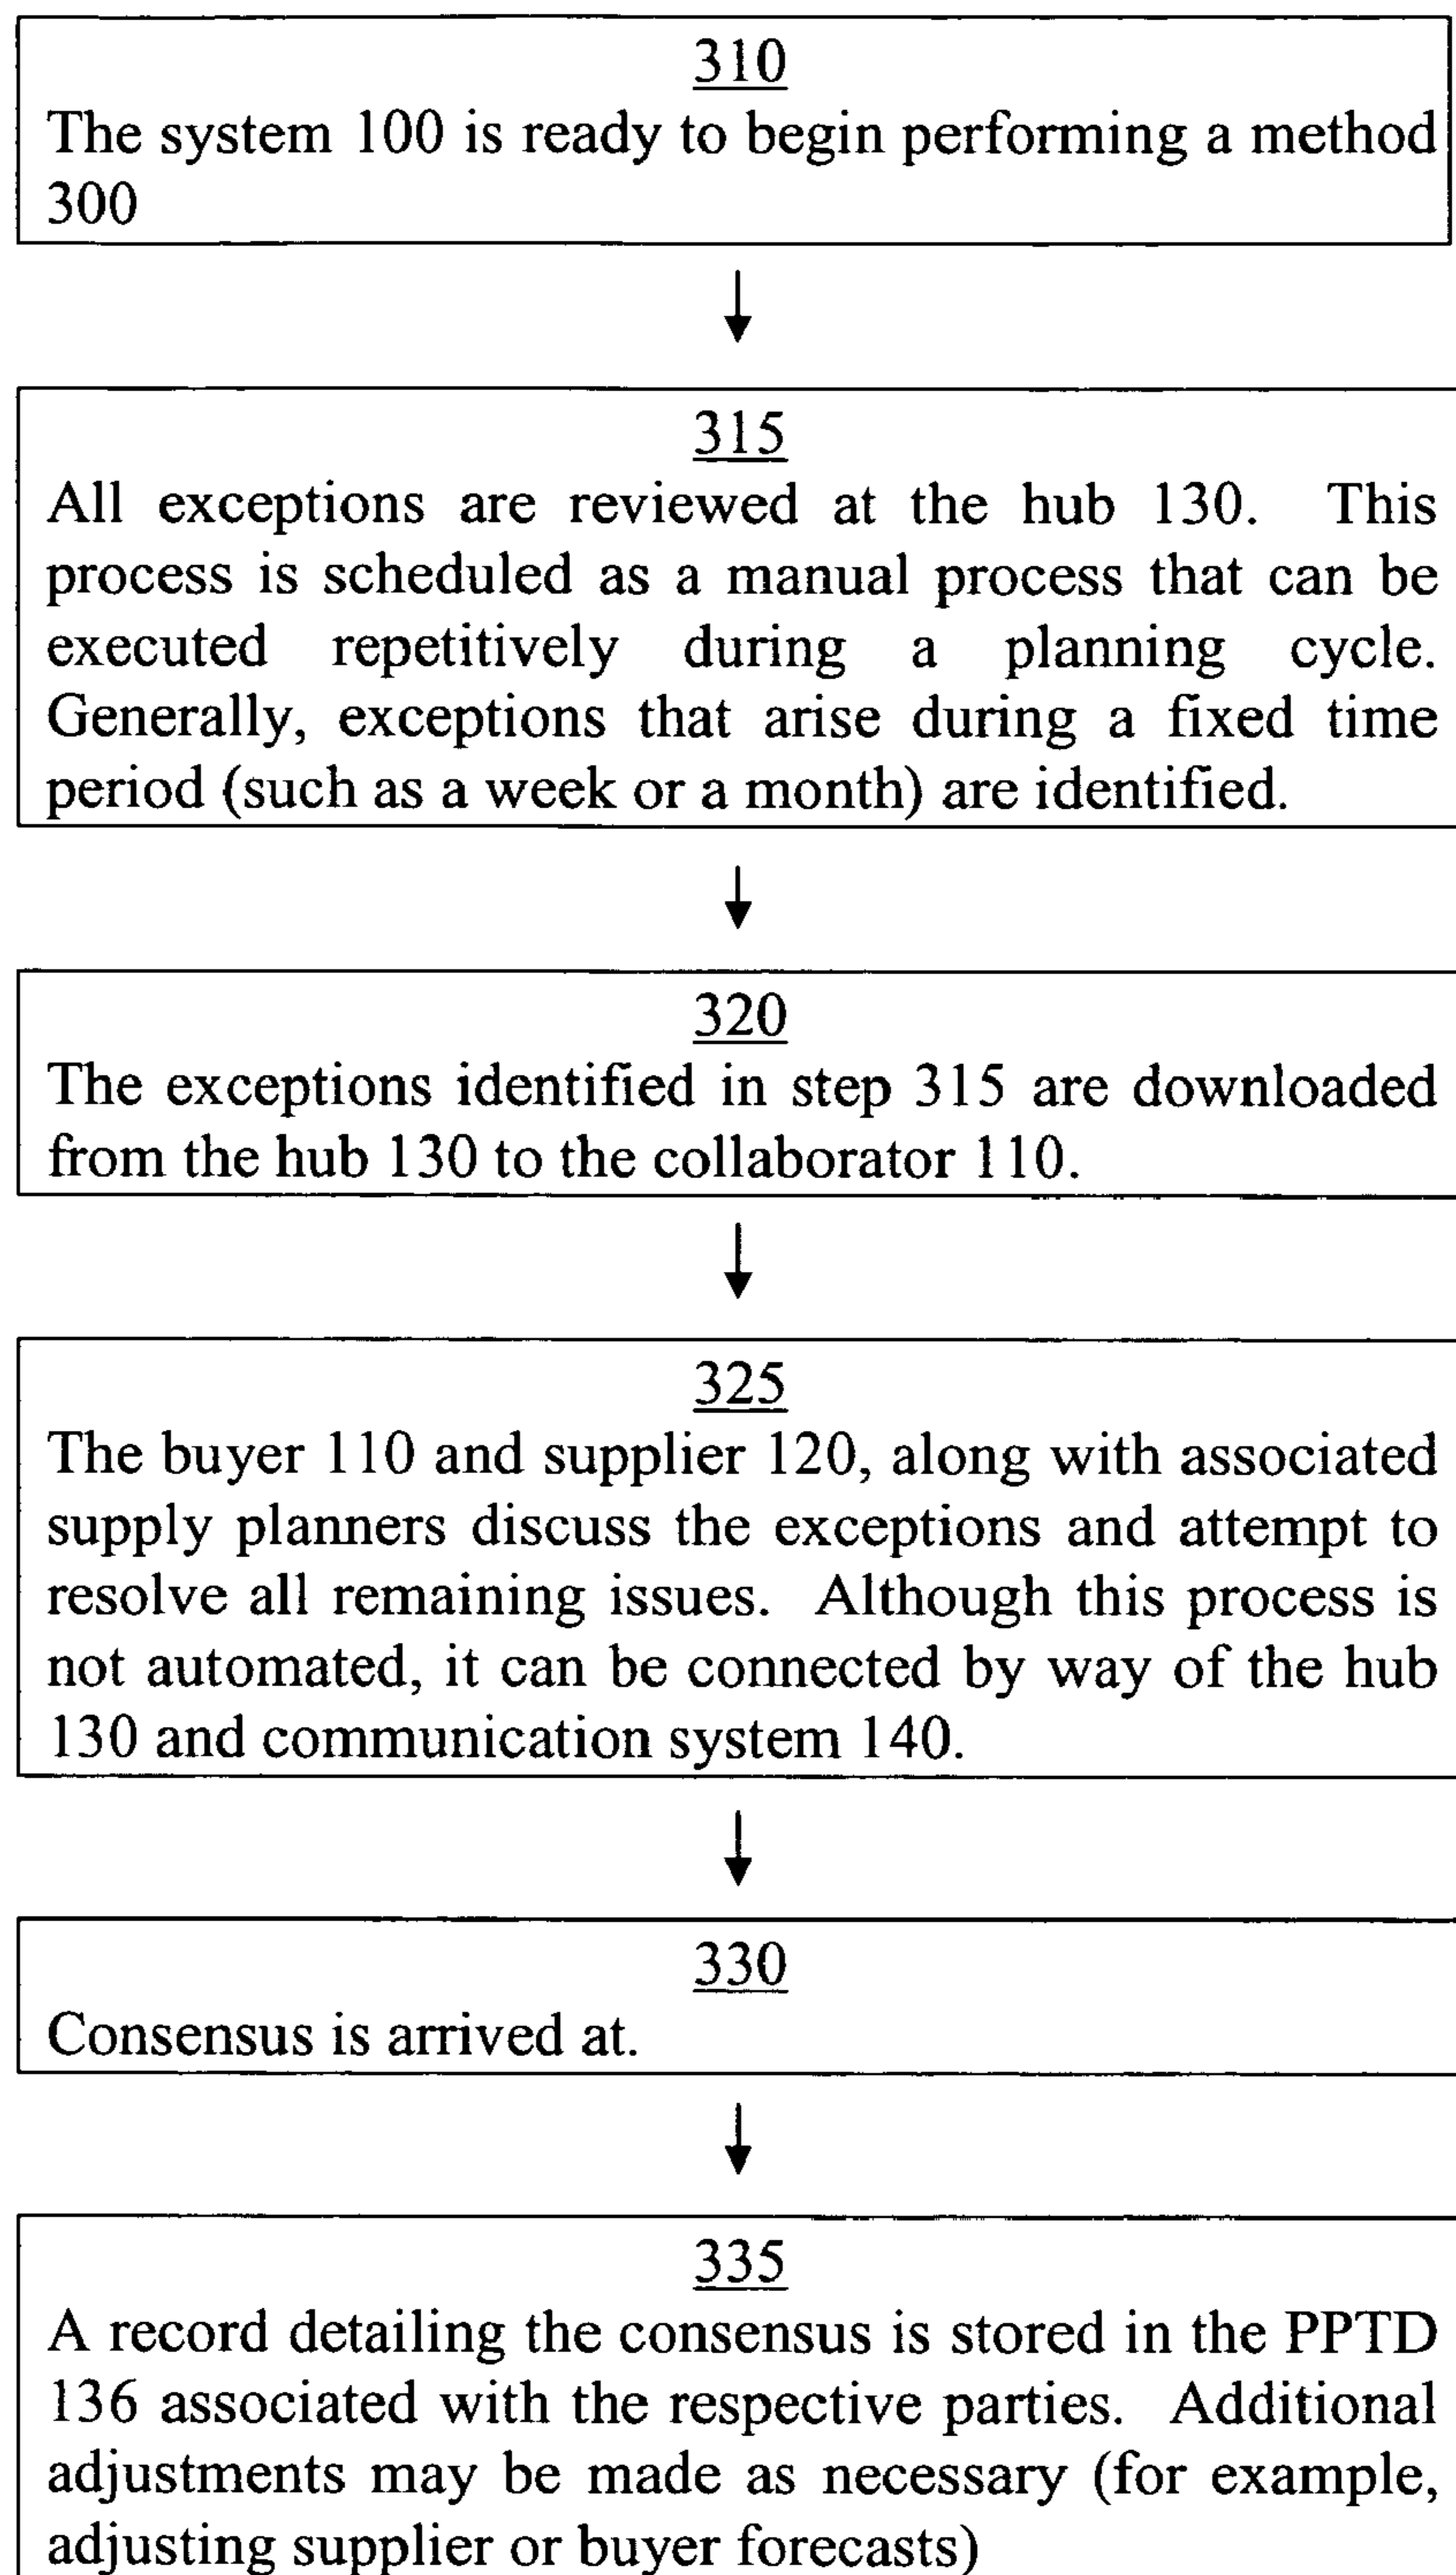 310
The system 100 is ready to begin performing a method
300
315
All exceptions are reviewed at the hub 130. This
process is scheduled as a manual process that can be
executed repetitively during a planning cycle.
Generally, exceptions that arise during a fixed time
period (such as a week or a month) are identified.
320
The exceptions identified in step 315 are downloaded
from the hub 130 to the collaborator 110.
325
The buyer 110 and supplier 120, along with associated
supply planners discuss the exceptions and attempt to
resolve all remaining issues. Although this process is
not automated, it can be connected by way of the hub
130 and communication system 140.
330
Consensus is arrived at.
335
A record detailing the consensus is stored in the PPTD
136 associated with the respective parties. Additional
adjustments may be made as necessary (for example,
adjusting supplier or buyer forecasts)